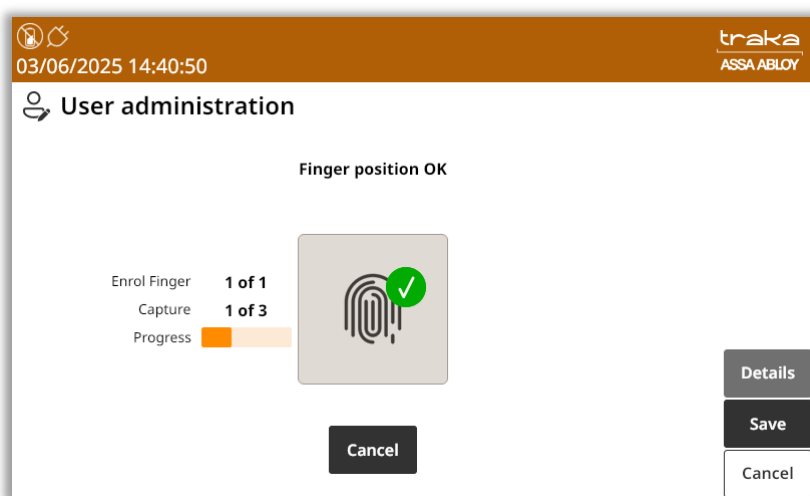 traka
03/06/2025 14:40:50
ASSA ABLOY
User administration
Finger position OK
Enrol Finger 1 of 1
Capture 1 of 3
Progress
Details
Save
Cancel
Cancel